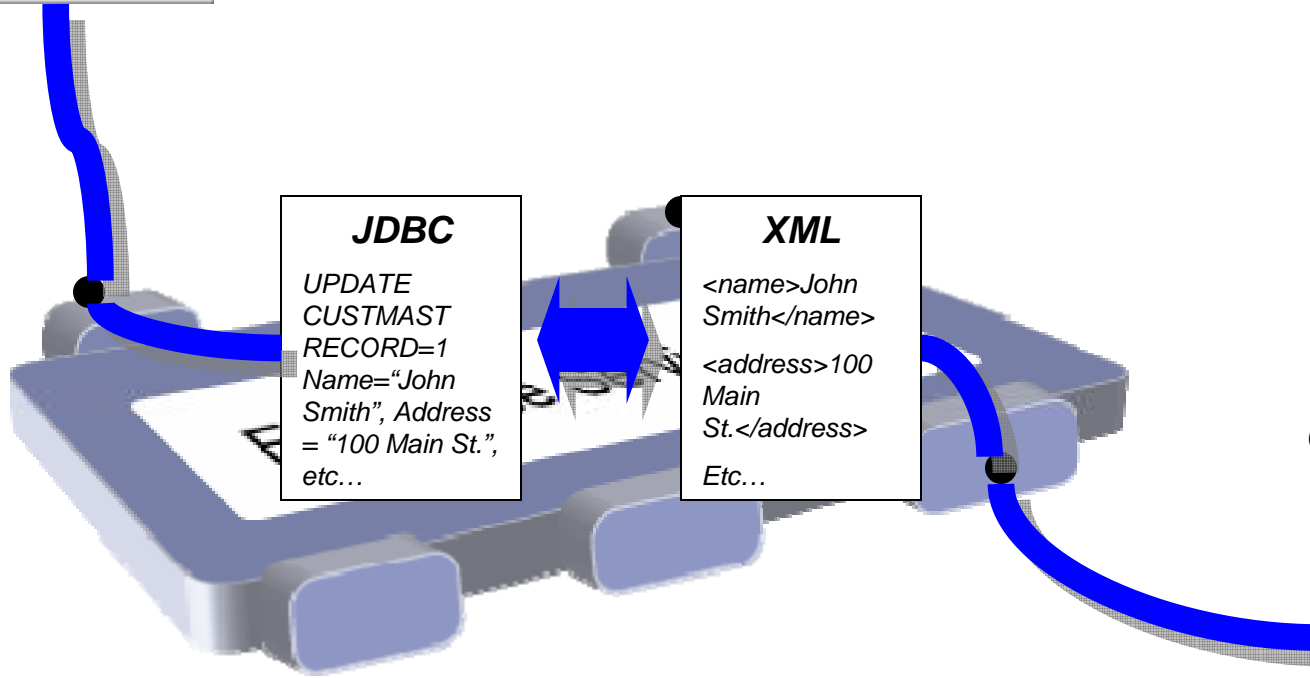 JDBC
UPDATE
CUSTMAST
RECORD=1
Name=“John
Smith”, Address
= “100 Main St.”,
etc…
XML
<name>John
Smith</name>
<address>100
Main
St.</address>
Etc…